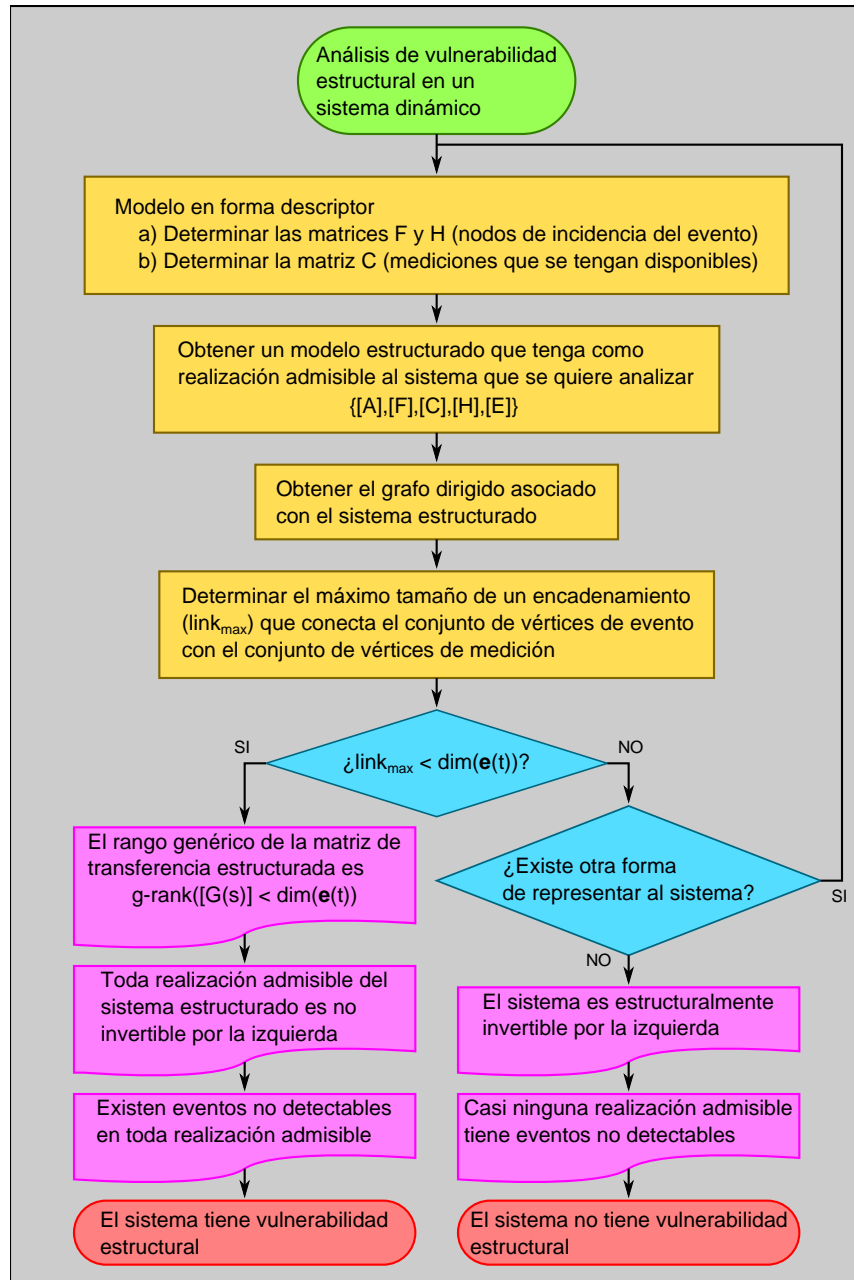 Análisis de vulnerabilidad
estructural en un
sistema dinámico
Modelo en forma descriptor
a) Determinar las matrices F y H (nodos de incidencia del evento)
b) Determinar la matriz C (mediciones que se tengan disponibles)
Obtener un modelo estructurado que tenga como
realización admisible al sistema que se quiere analizar
{[A],[F],[C],[H],[E]}
Obtener el grafo dirigido asociado
con el sistema estructurado
Determinar el máximo tamaño de un encadenamiento
(link_max) que conecta el conjunto de vértices de evento
con el conjunto de vértices de medición
¿link_max < dim(e(t))?
SI
NO
El rango genérico de la matriz de
transferencia estructurada es
g-rank([G(s)] < dim(e(t))
Toda realización admisible del
sistema estructurado es no
invertible por la izquierda
Existen eventos no detectables
en toda realización admisible
El sistema tiene vulnerabilidad
estructural
¿Existe otra forma
de representar al sistema?
SI
NO
El sistema es estructuralmente
invertible por la izquierda
Casi ninguna realización admisible
tiene eventos no detectables
El sistema no tiene vulnerabilidad
estructural